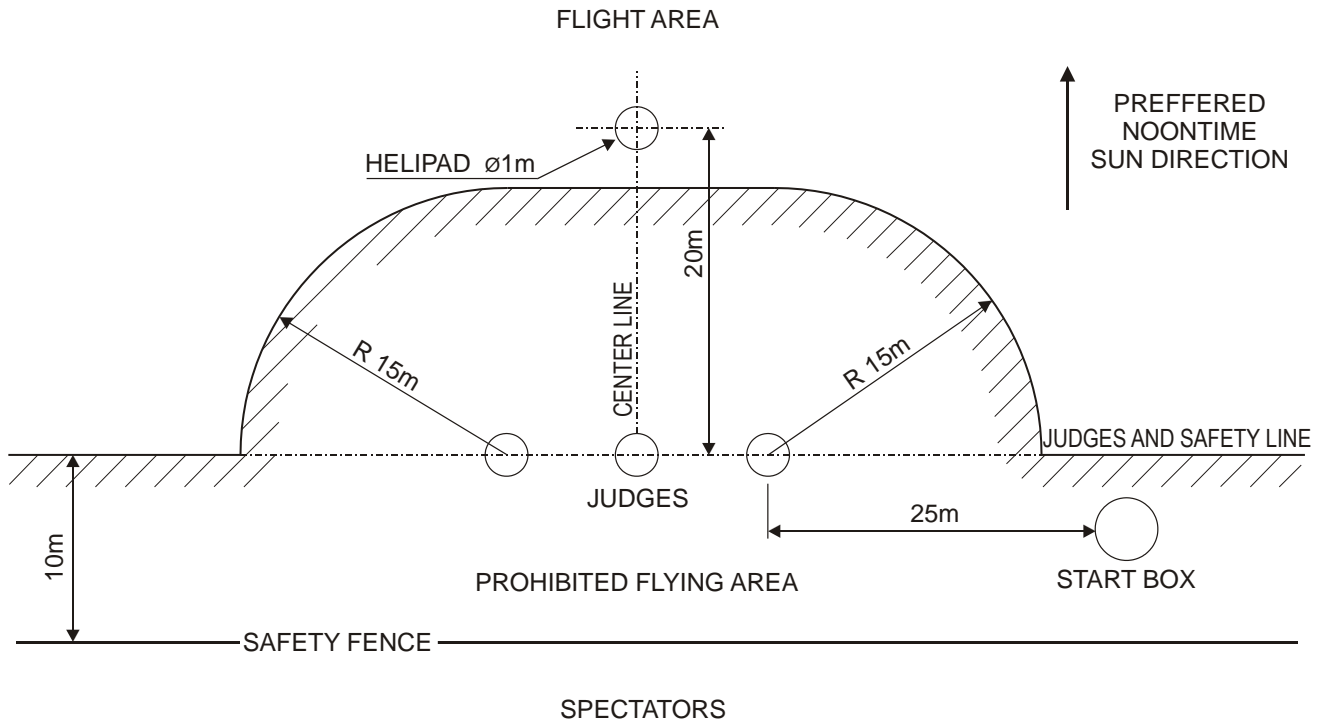 FLIGHT AREA
PREFFERED
NOONTIME
SUN DIRECTION
HELIPAD ø1m
20m
CENTER LINE
R 15m
R 15m
JUDGES AND SAFETY LINE
JUDGES
25m
10m
PROHIBITED FLYING AREA
START BOX
SAFETY FENCE
SPECTATORS